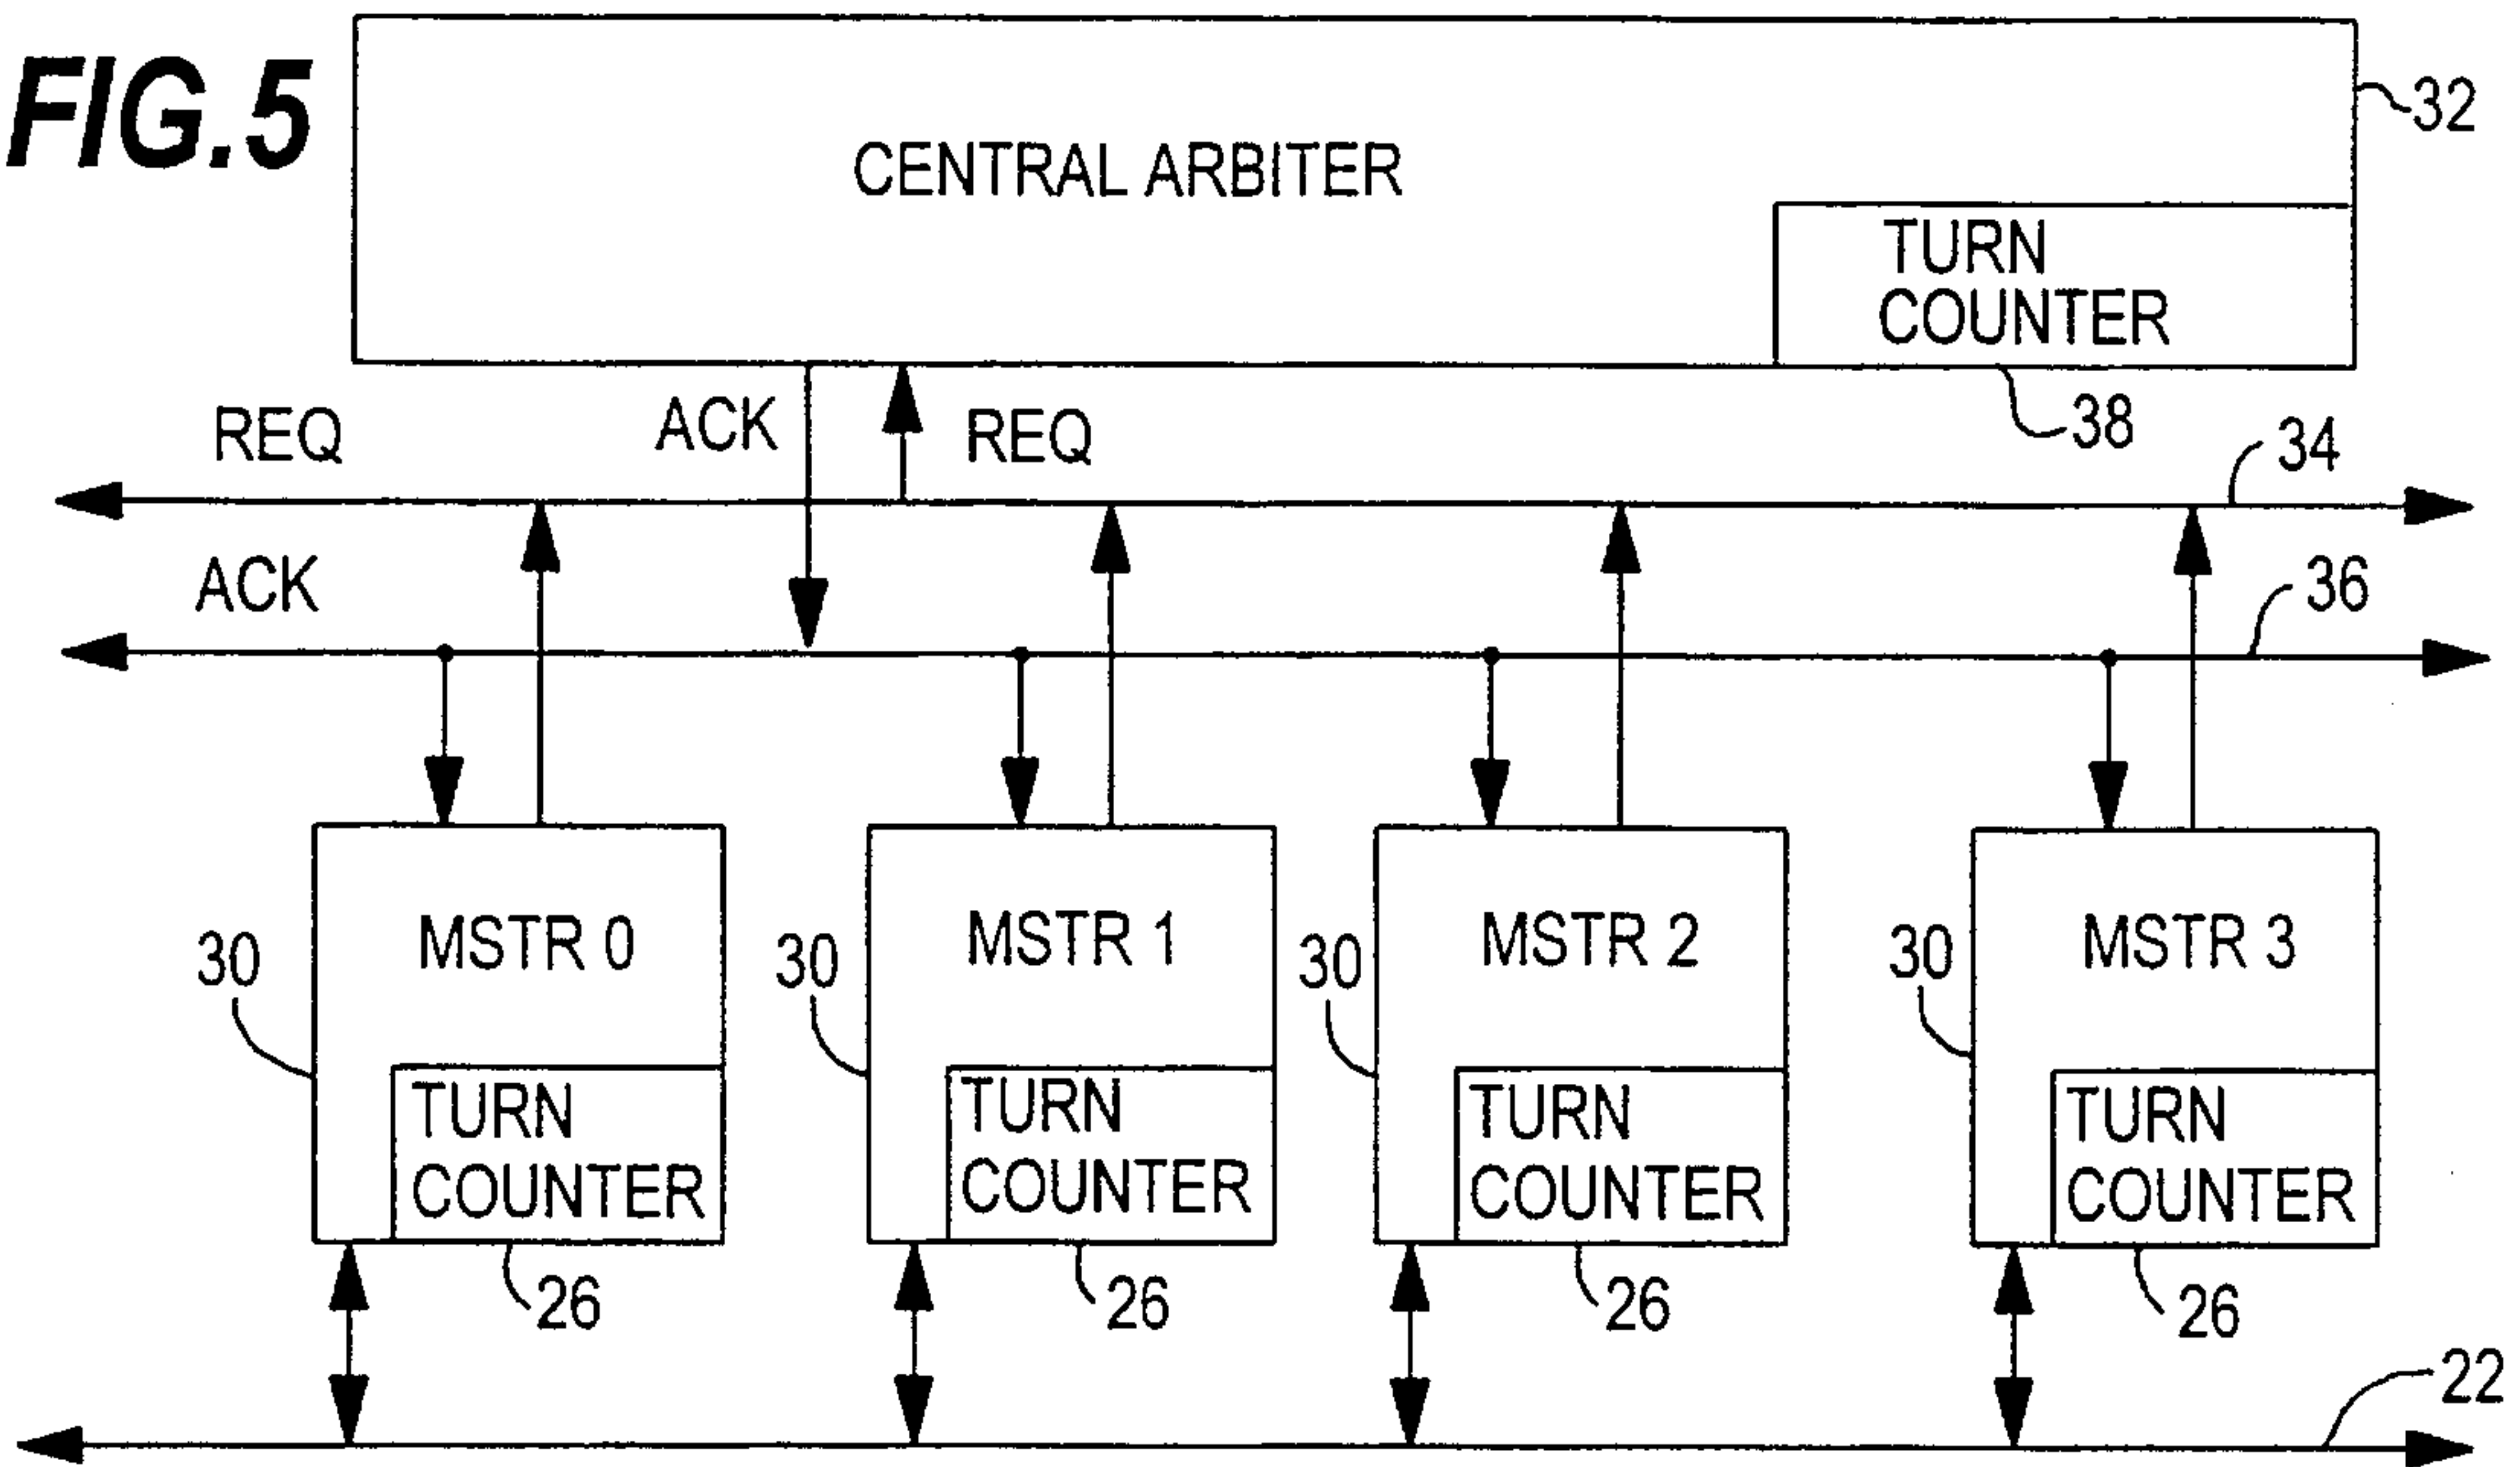 FIG.5
32
CENTRAL ARBITER
TURN
COUNTER
38
REQ
ACK
REQ
34
ACK
36
30
MSTR 0
TURN
COUNTER
26
30
MSTR 1
TURN
COUNTER
26
30
MSTR 2
TURN
COUNTER
26
30
MSTR 3
TURN
COUNTER
26
22